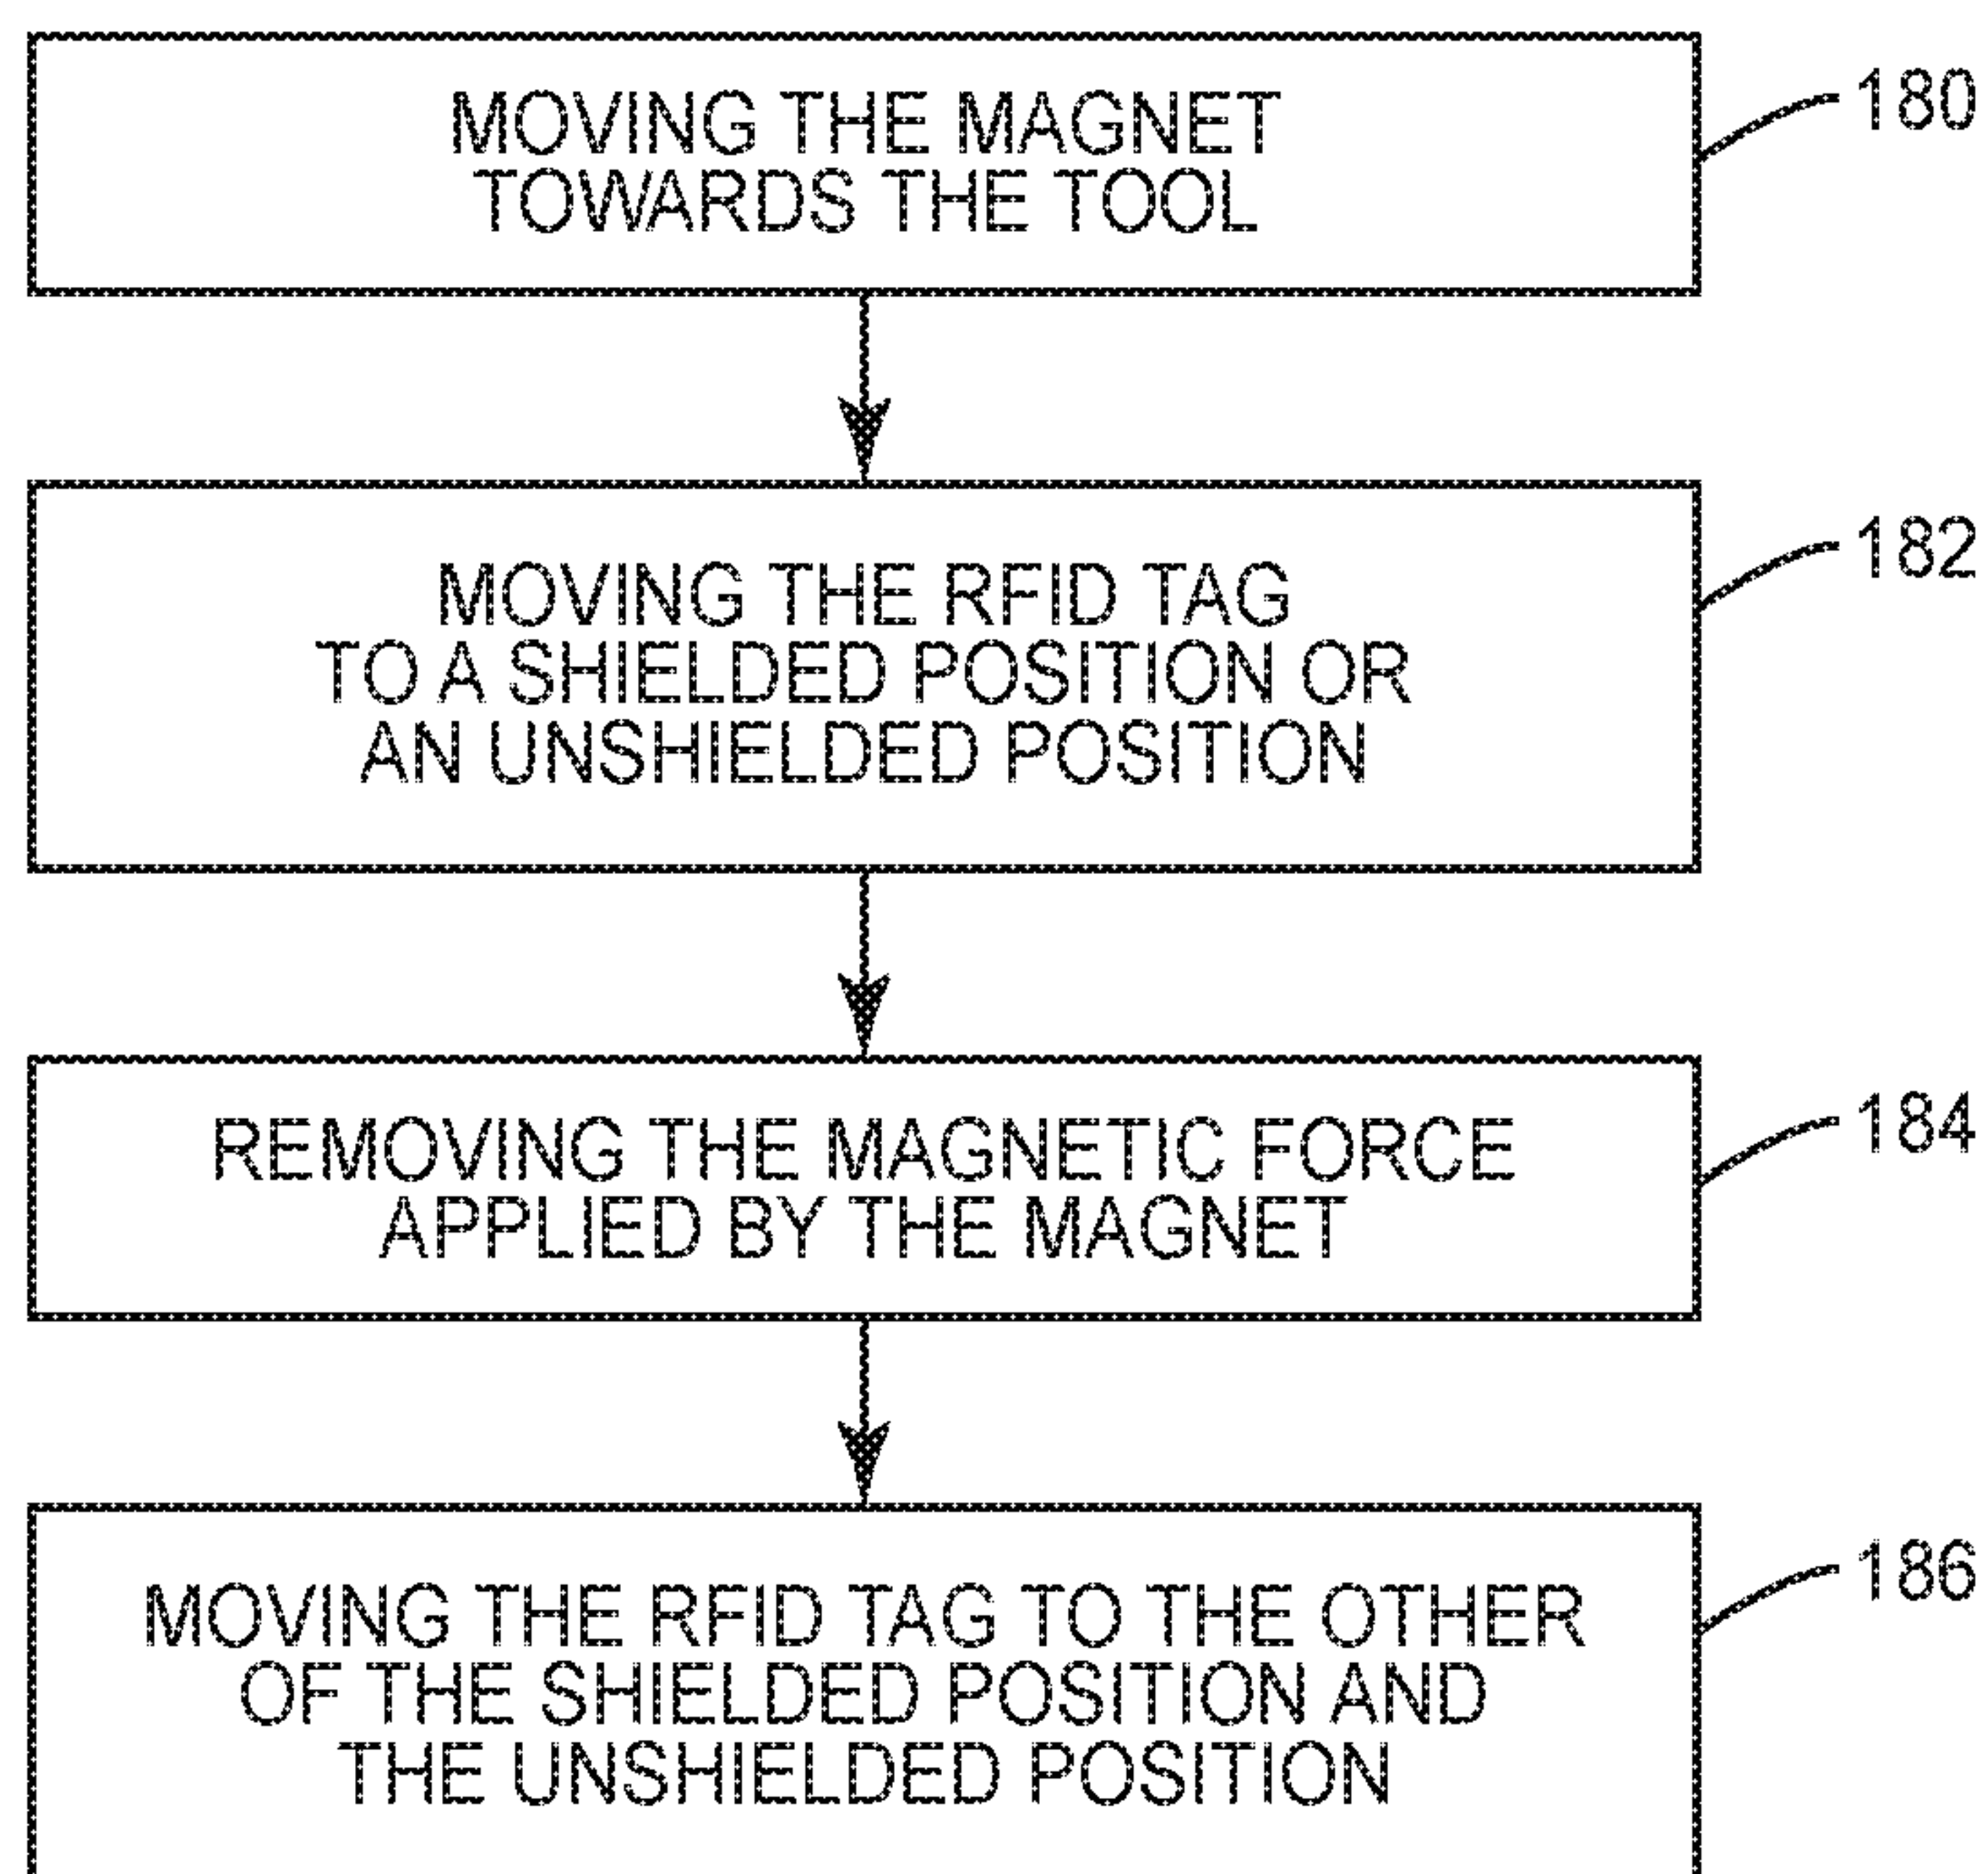 MOVING THE MAGNET
TOWARDS THE TOOL
180
MOVING THE RFID TAG
TO A SHIELDED POSITION OR
AN UNSHIELDED POSITION
182
REMOVING THE MAGNETIC FORCE
APPLIED BY THE MAGNET
184
MOVING THE RFID TAG TO THE OTHER
OF THE SHIELDED POSITION AND
THE UNSHIELDED POSITION
186